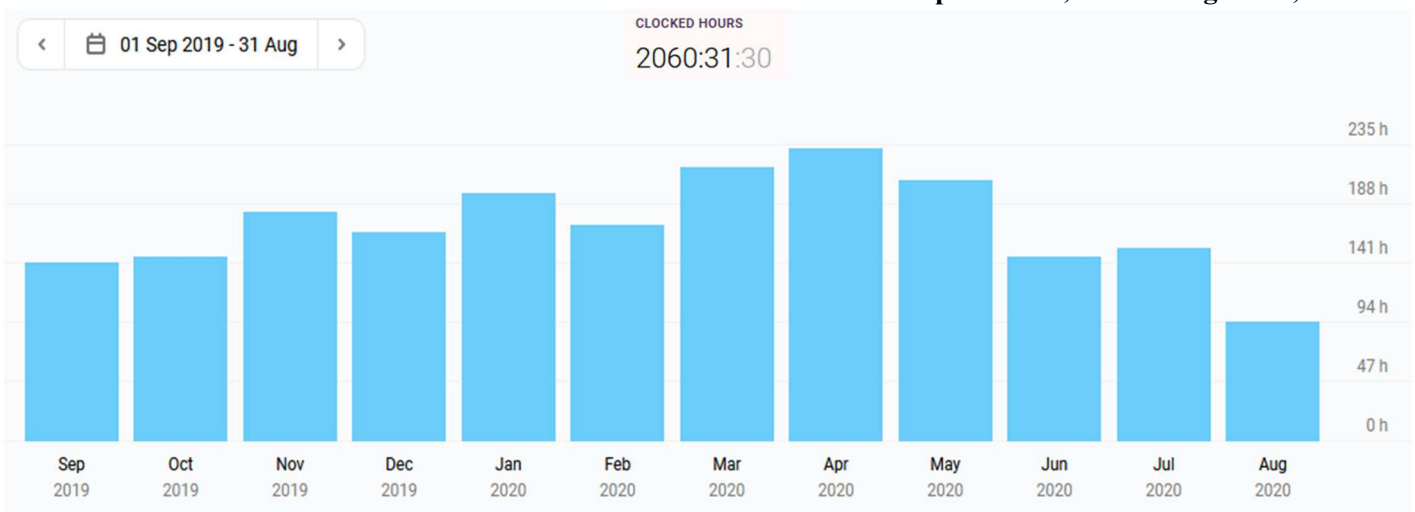 CLOCKED HOURS
01 Sep 2019 - 31 Aug
2060:31:30
235 h
188 h
141 h
94 h
47 h
0 h
Sep Oct Nov Dec Jan Feb Mar Apr May Jun Jul Aug
2019 2019 2019 2019 2020 2020 2020 2020 2020 2020 2020 2020